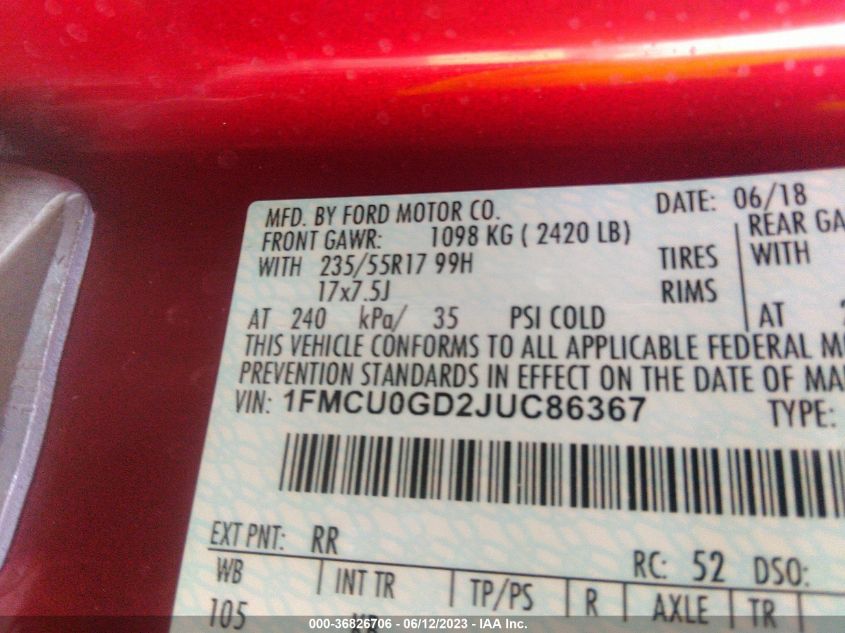 MFD. BY FORD MOTOR CO. DATE: 06/18
FRONT GAWR: 1098 KG ( 2420 LB) REAR
WITH 235/55R17 99H TIRES WITH
17x7.5J RIMS
AT 240 kPa/ 35 PSI COLD AT
THIS VEHICLE CONFORMS TO ALL APPLICABLE FEDERAL
PREVENTION STANDARDS IN EFFECT ON THE DATE OF
VIN: 1FMCU0GD2JUC86367 TYPE:
EXT PNT: RR RC: 52 DSO:
WB INT TR TP/PS R AXLE TR
105
000-36826706 - 06/12/2023 - IAA Inc.